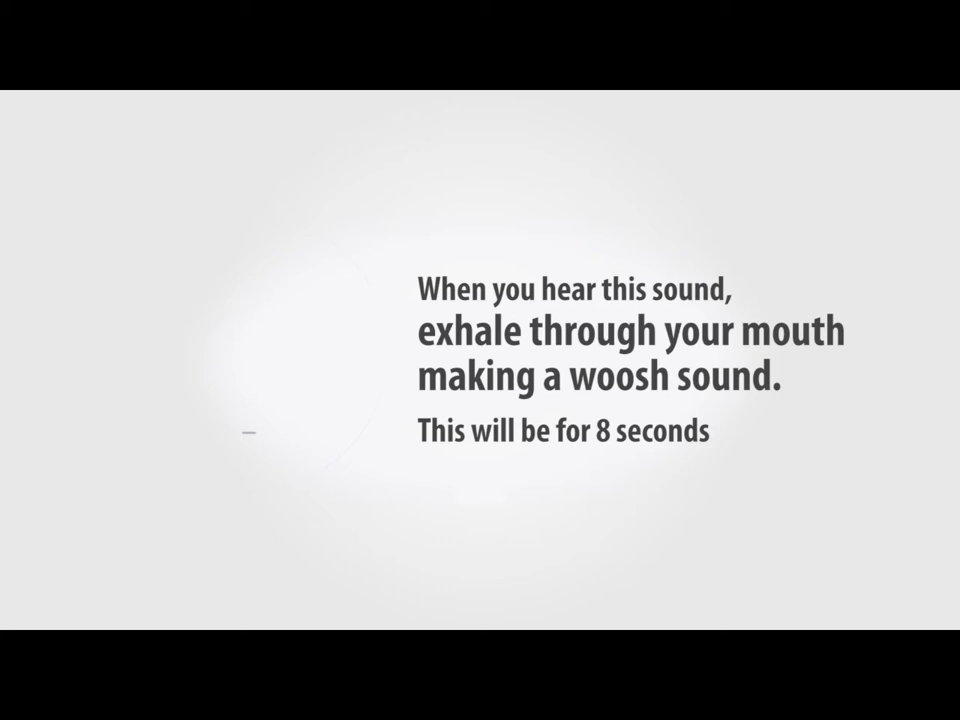 When you hear this sound,
exhale through your mouth
making a woosh sound.
This will be for 8 seconds